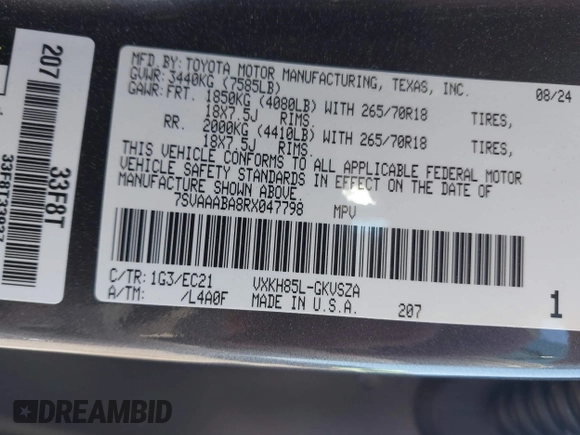 MFD.BY: TOYOTA MOTOR MANUFACTURING, TEXAS, INC. 08/24
GVWR: 3440KG (7585LB)
GAWR: FRT. 1850KG (4080LB) WITH 265/70R18 TIRES,
18X7.5J RIMS
RR. 2000KG (4410LB) WITH 265/70R18 TIRES,
18X7.5J RIMS
THIS VEHICLE CONFORMS TO ALL APPLICABLE FEDERAL MOTOR
VEHICLE SAFETY STANDARDS IN EFFECT ON THE DATE OF
MANUFACTURE SHOWN ABOVE.
7SVAAABA8RX047798 MPV
C/TR: 1G3/EC21 VXKH85L-GKVSZA
A/TM: /L4A0F MADE IN U.S.A. 207 1
207
33F8T
DREAMBID